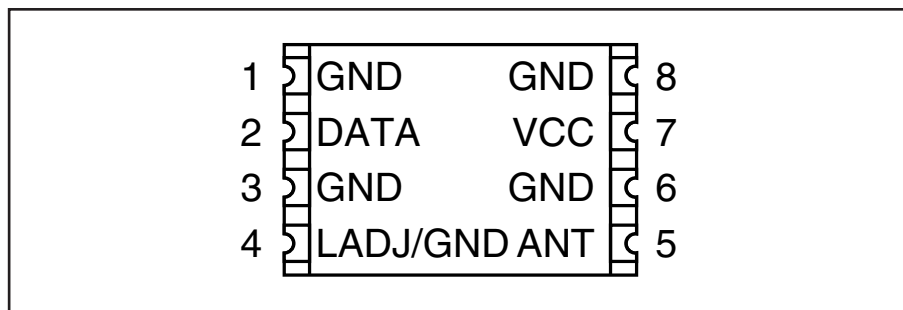 1 GND GND 8
2 DATA VCC 7
3 GND GND 6
4 LADJ/GND ANT 5